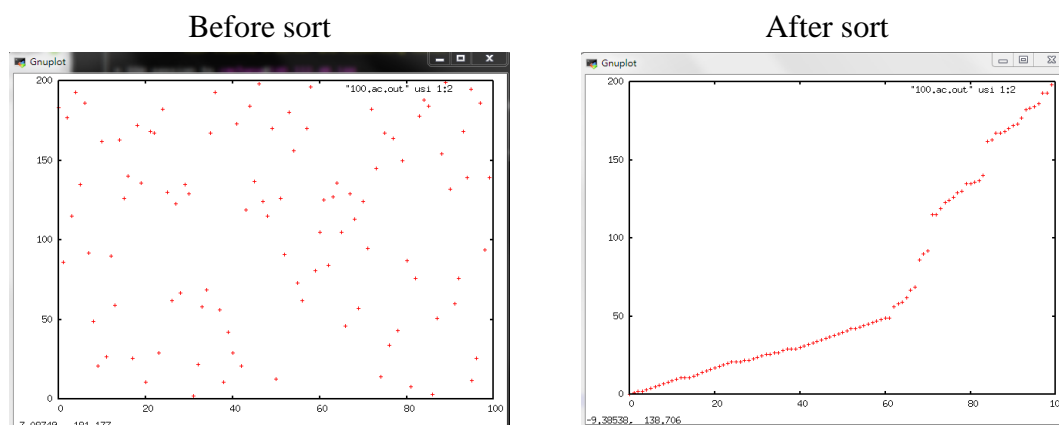 Before sort
After sort
Gnuplot
Gnuplot
"100.ac.out" usi 1:2
"100.ac.out" usi 1:2
200
150
100
50
0
0 20 40 60 80 100
200
150
100
50
0
0 20 40 60 80
-9.38538, 138.706